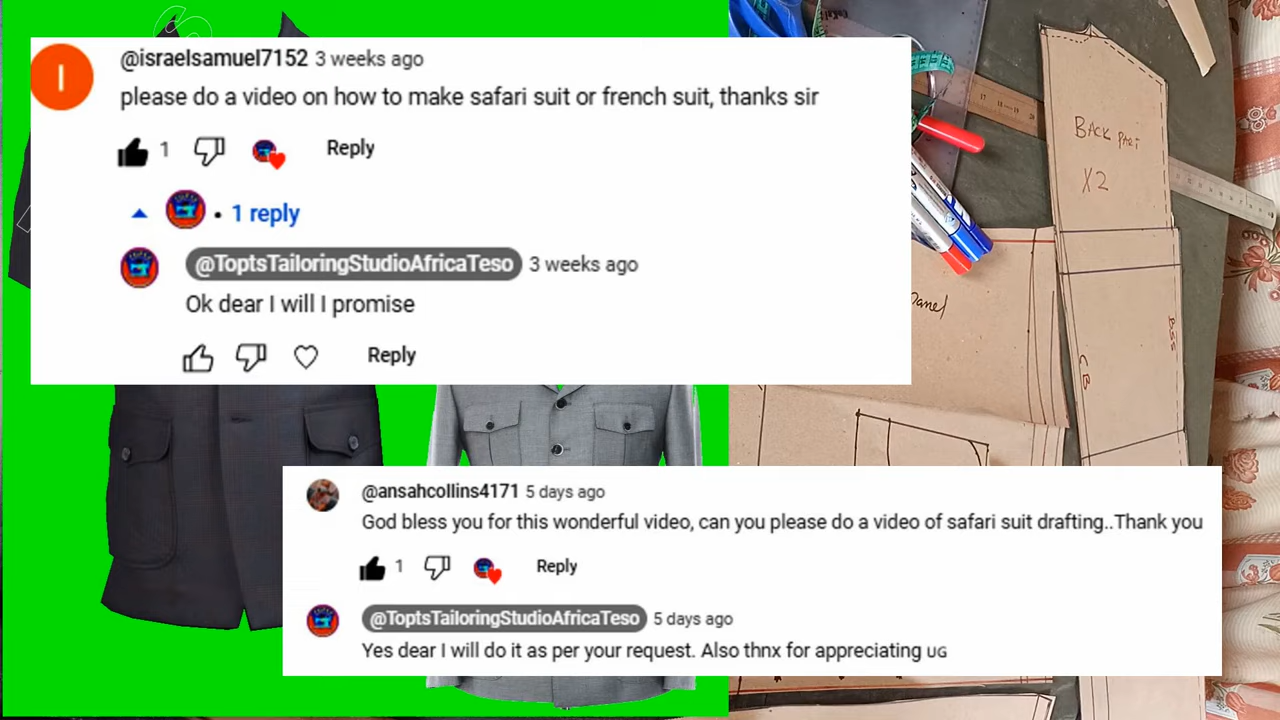 @israelsamuel7152 3 weeks ago
please do a video on how to make safari suit or french suit, thanks sir
1 Reply
• 1 reply
@ToptsTailoringStudioAfricaTeso 3 weeks ago
Ok dear I will I promise
Reply
BACK PART
X2
Panel
CB
@ansahcollins4171 5 days ago
God bless you for this wonderful video, can you please do a video of safari suit drafting..Thank you
1 Reply
@ToptsTailoringStudioAfricaTeso 5 days ago
Yes dear I will do it as per your request. Also thnx for appreciating UG